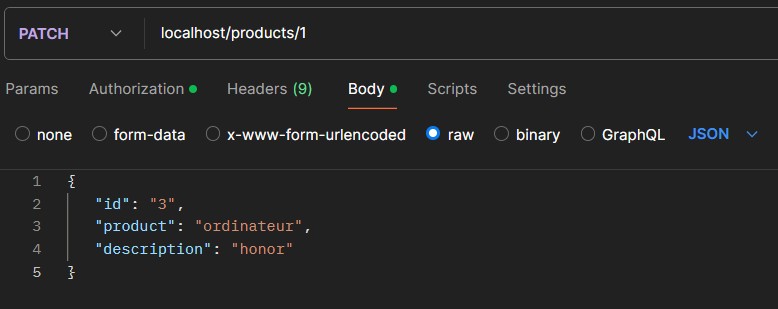 PATCH localhost/products/1
Params Authorization Headers (9) Body Scripts Settings
none form-data x-www-form-urlencoded raw binary GraphQL JSON
1 {
2 "id": "3",
3 "product": "ordinateur",
4 "description": "honor"
5 }